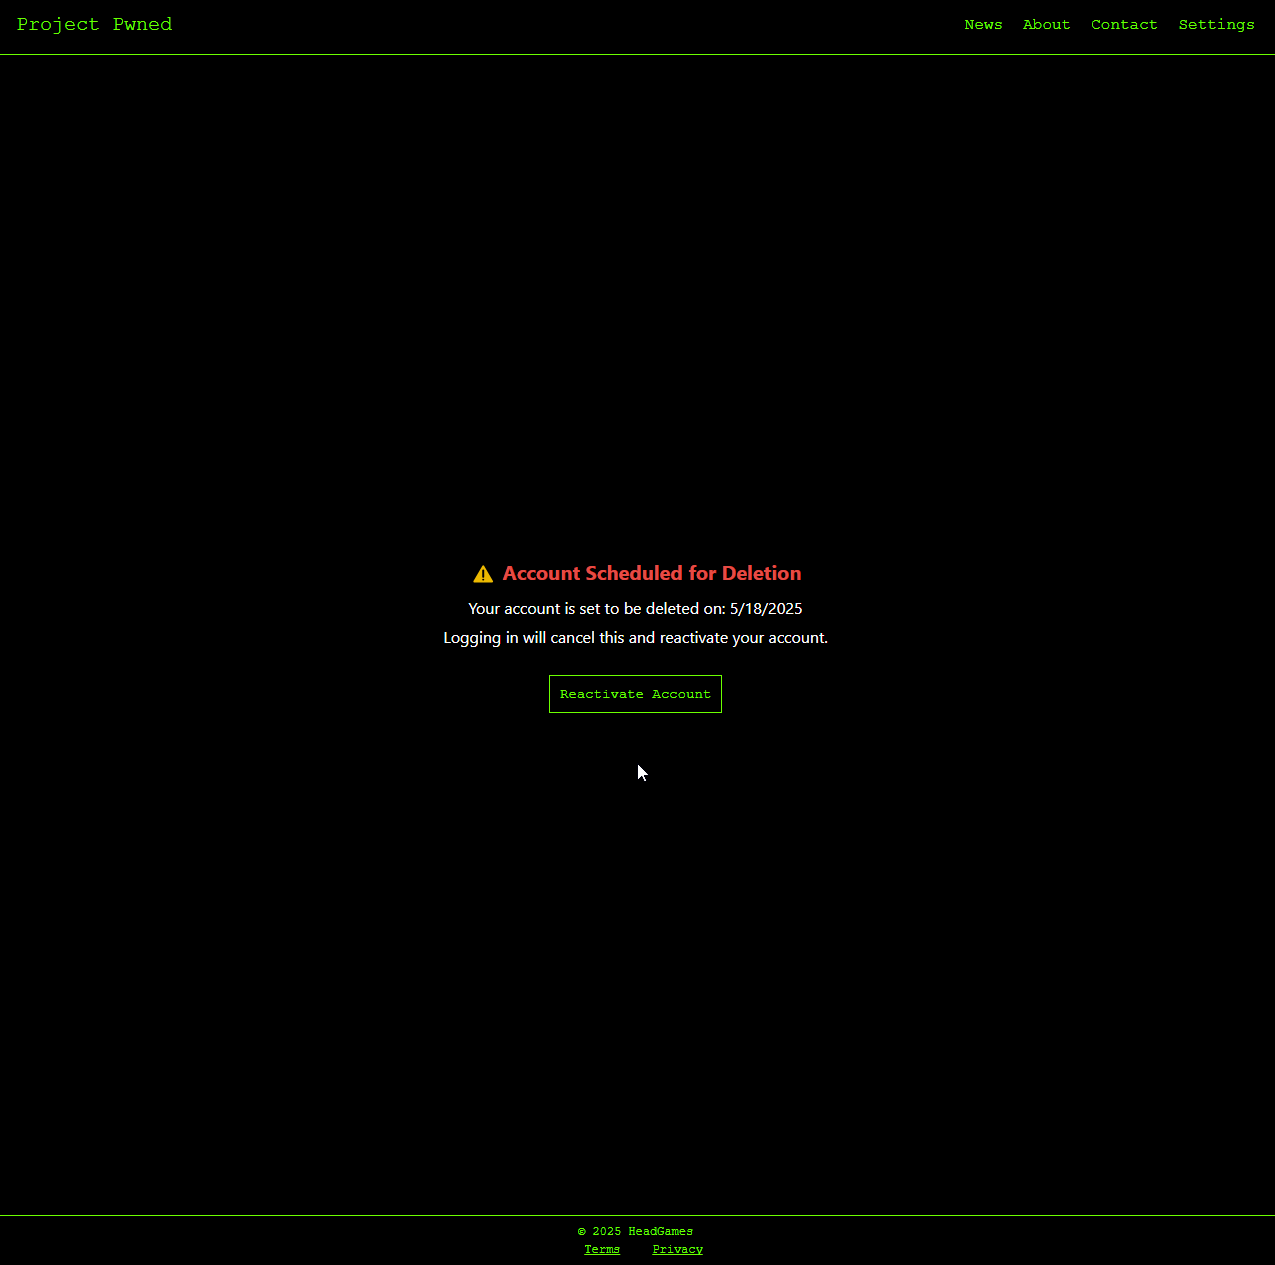 Project Pwned
News About Contact Settings
Account Scheduled for Deletion
Your account is set to be deleted on: 5/18/2025
Logging in will cancel this and reactivate your account.
Reactivate Account
© 2025 HeadGames
Terms Privacy